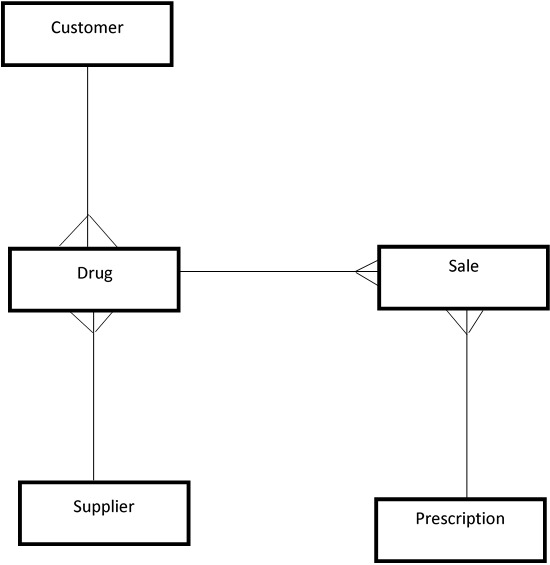 Customer
Drug
Sale
Supplier
Prescription